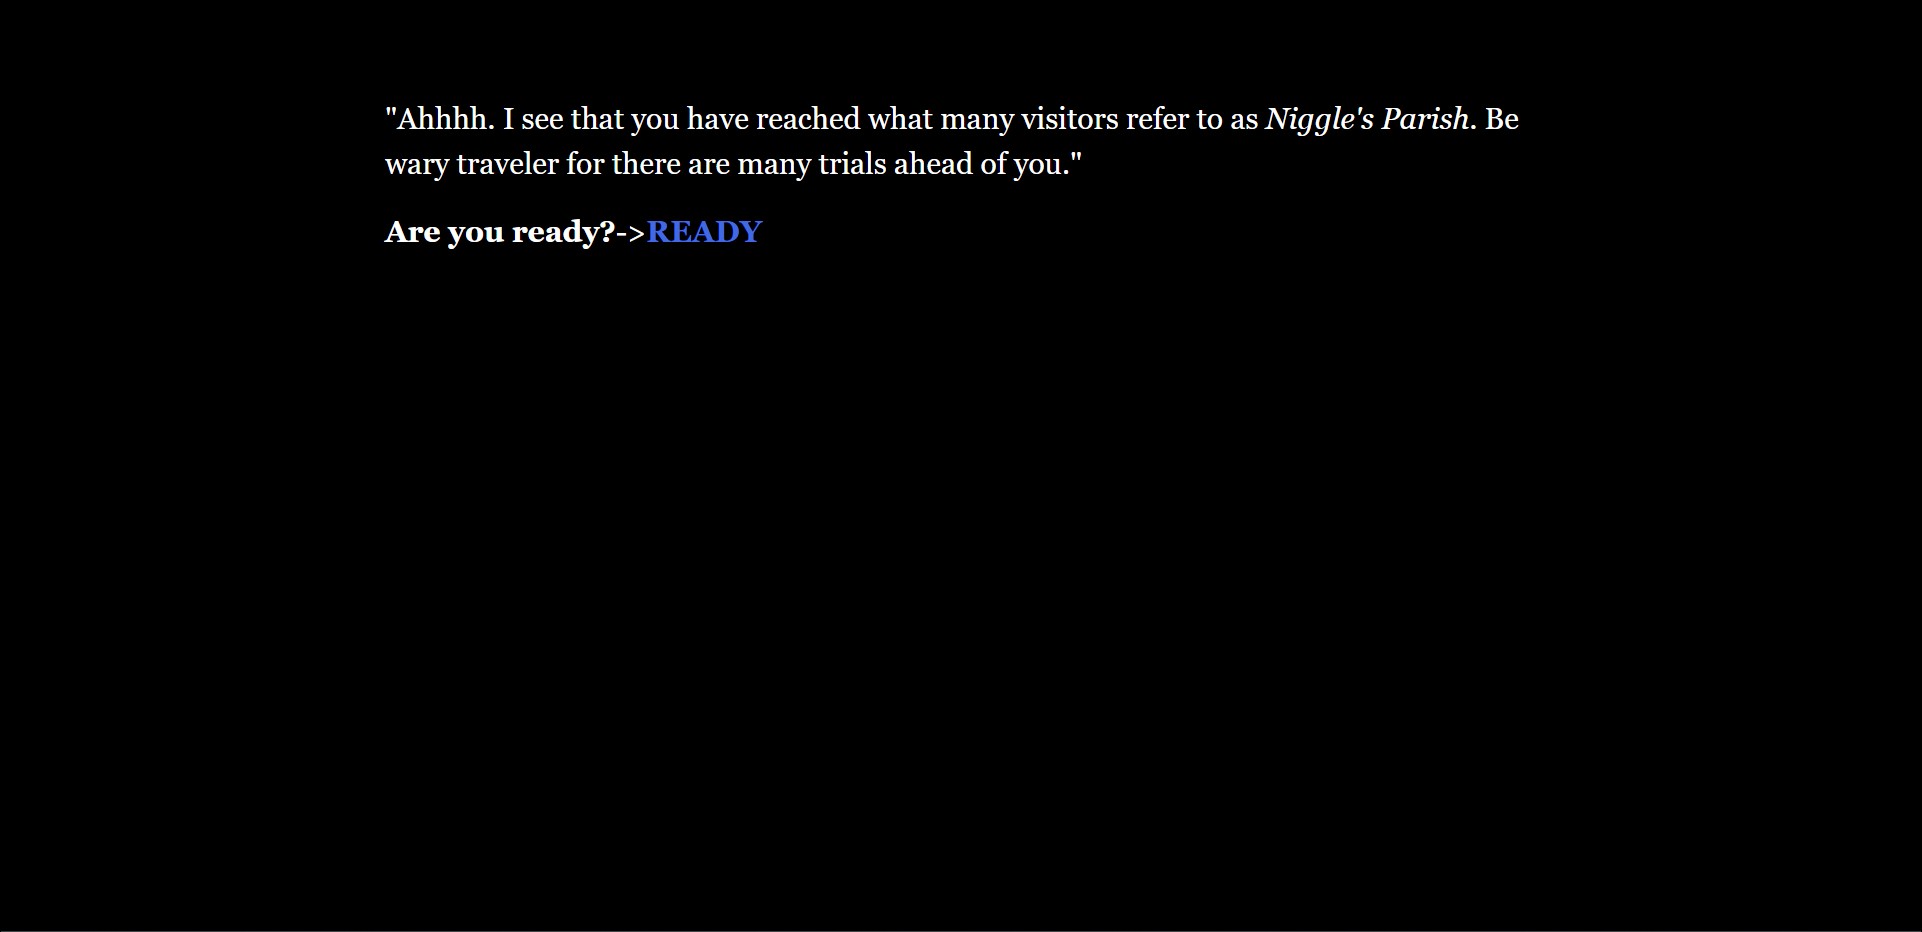 "Ahhhh. I see that you have reached what many visitors refer to as Niggle's Parish. Be
wary traveler for there are many trials ahead of you."
Are you ready?->READY